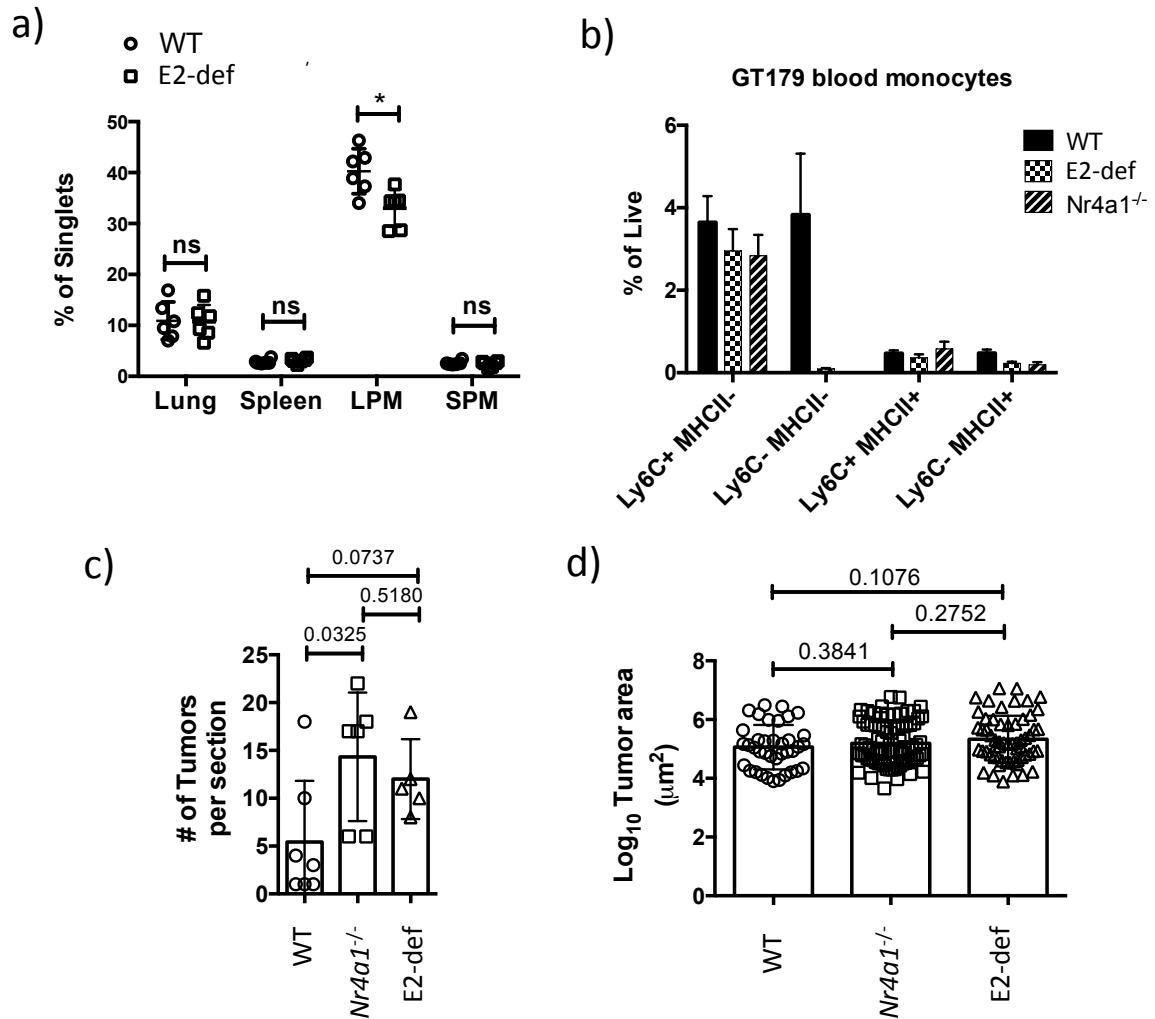 a)
WT
E2-def
*
ns
ns
ns
50
40
30
20
10
0
% of Singlets
Lung Spleen LPM SPM
b)
GT179 blood monocytes
WT
E2-def
Nr4a1-/-
6
4
2
0
% of Live
Ly6C+ MHCII-
Ly6C- MHCII-
Ly6C+ MHCII+
Ly6C- MHCII+
c)
0.0737
0.5180
0.0325
25
20
15
10
5
0
# of Tumors
per section
WT
Nr4a1-/-
E2-def
d)
0.1076
0.2752
0.3841
8
6
4
2
0
Log10 Tumor area
(μm2)
WT
Nr4a1-/-
E2-def